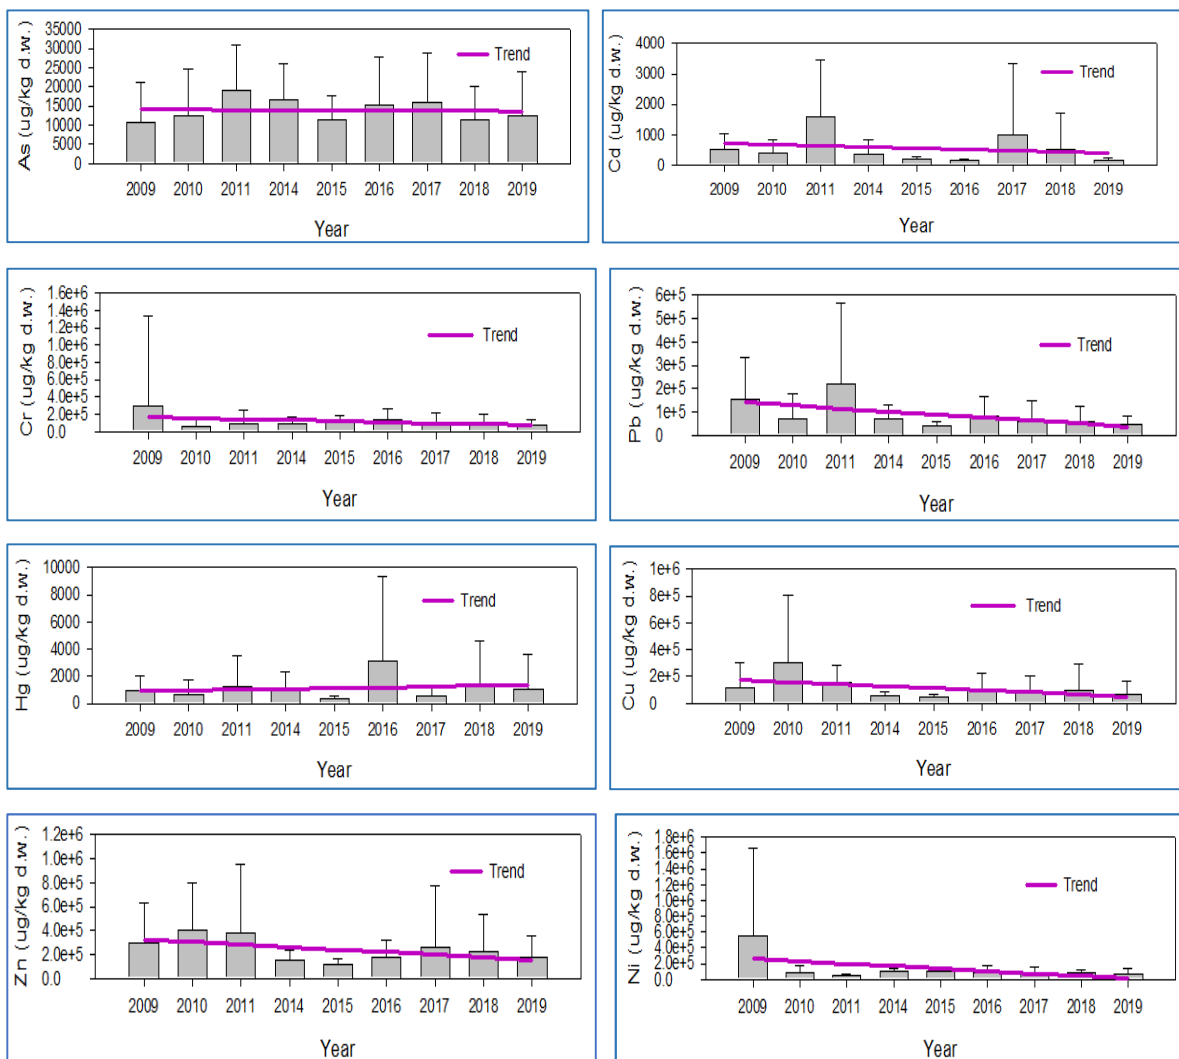 As (ug/kg d.w.)
35000
30000
25000
20000
15000
10000
5000
0
Trend
2009 2010 2011 2014 2015 2016 2017 2018 2019
Year
Cd (ug/kg d.w.)
4000
3000
2000
1000
0
Trend
2009 2010 2011 2014 2015 2016 2017 2018 2019
Year
Cr (ug/kg d.w.)
1.6e+6
1.4e+6
1.2e+6
1.0e+6
8.0e+5
6.0e+5
4.0e+5
2.0e+5
0.0
Trend
2009 2010 2011 2014 2015 2016 2017 2018 2019
Year
Pb (ug/kg d.w.)
6e+5
5e+5
4e+5
3e+5
2e+5
1e+5
0
Trend
2009 2010 2011 2014 2015 2016 2017 2018 2019
Year
Hg (ug/kg d.w.)
10000
8000
6000
4000
2000
0
Trend
2009 2010 2011 2014 2015 2016 2017 2018 2019
Year
Cu (ug/kg d.w.)
1e+6
8e+5
6e+5
4e+5
2e+5
0
Trend
2009 2010 2011 2014 2015 2016 2017 2018 2019
Year
Zn (ug/kg d.w.)
1.2e+6
1.0e+6
8.0e+5
6.0e+5
4.0e+5
2.0e+5
0.0
Trend
2009 2010 2011 2014 2015 2016 2017 2018 2019
Year
Ni (ug/kg d.w.)
1.8e+6
1.6e+6
1.4e+6
1.2e+6
1.0e+6
8.0e+5
6.0e+5
4.0e+5
2.0e+5
0.0
Trend
2009 2010 2011 2014 2015 2016 2017 2018 2019
Year